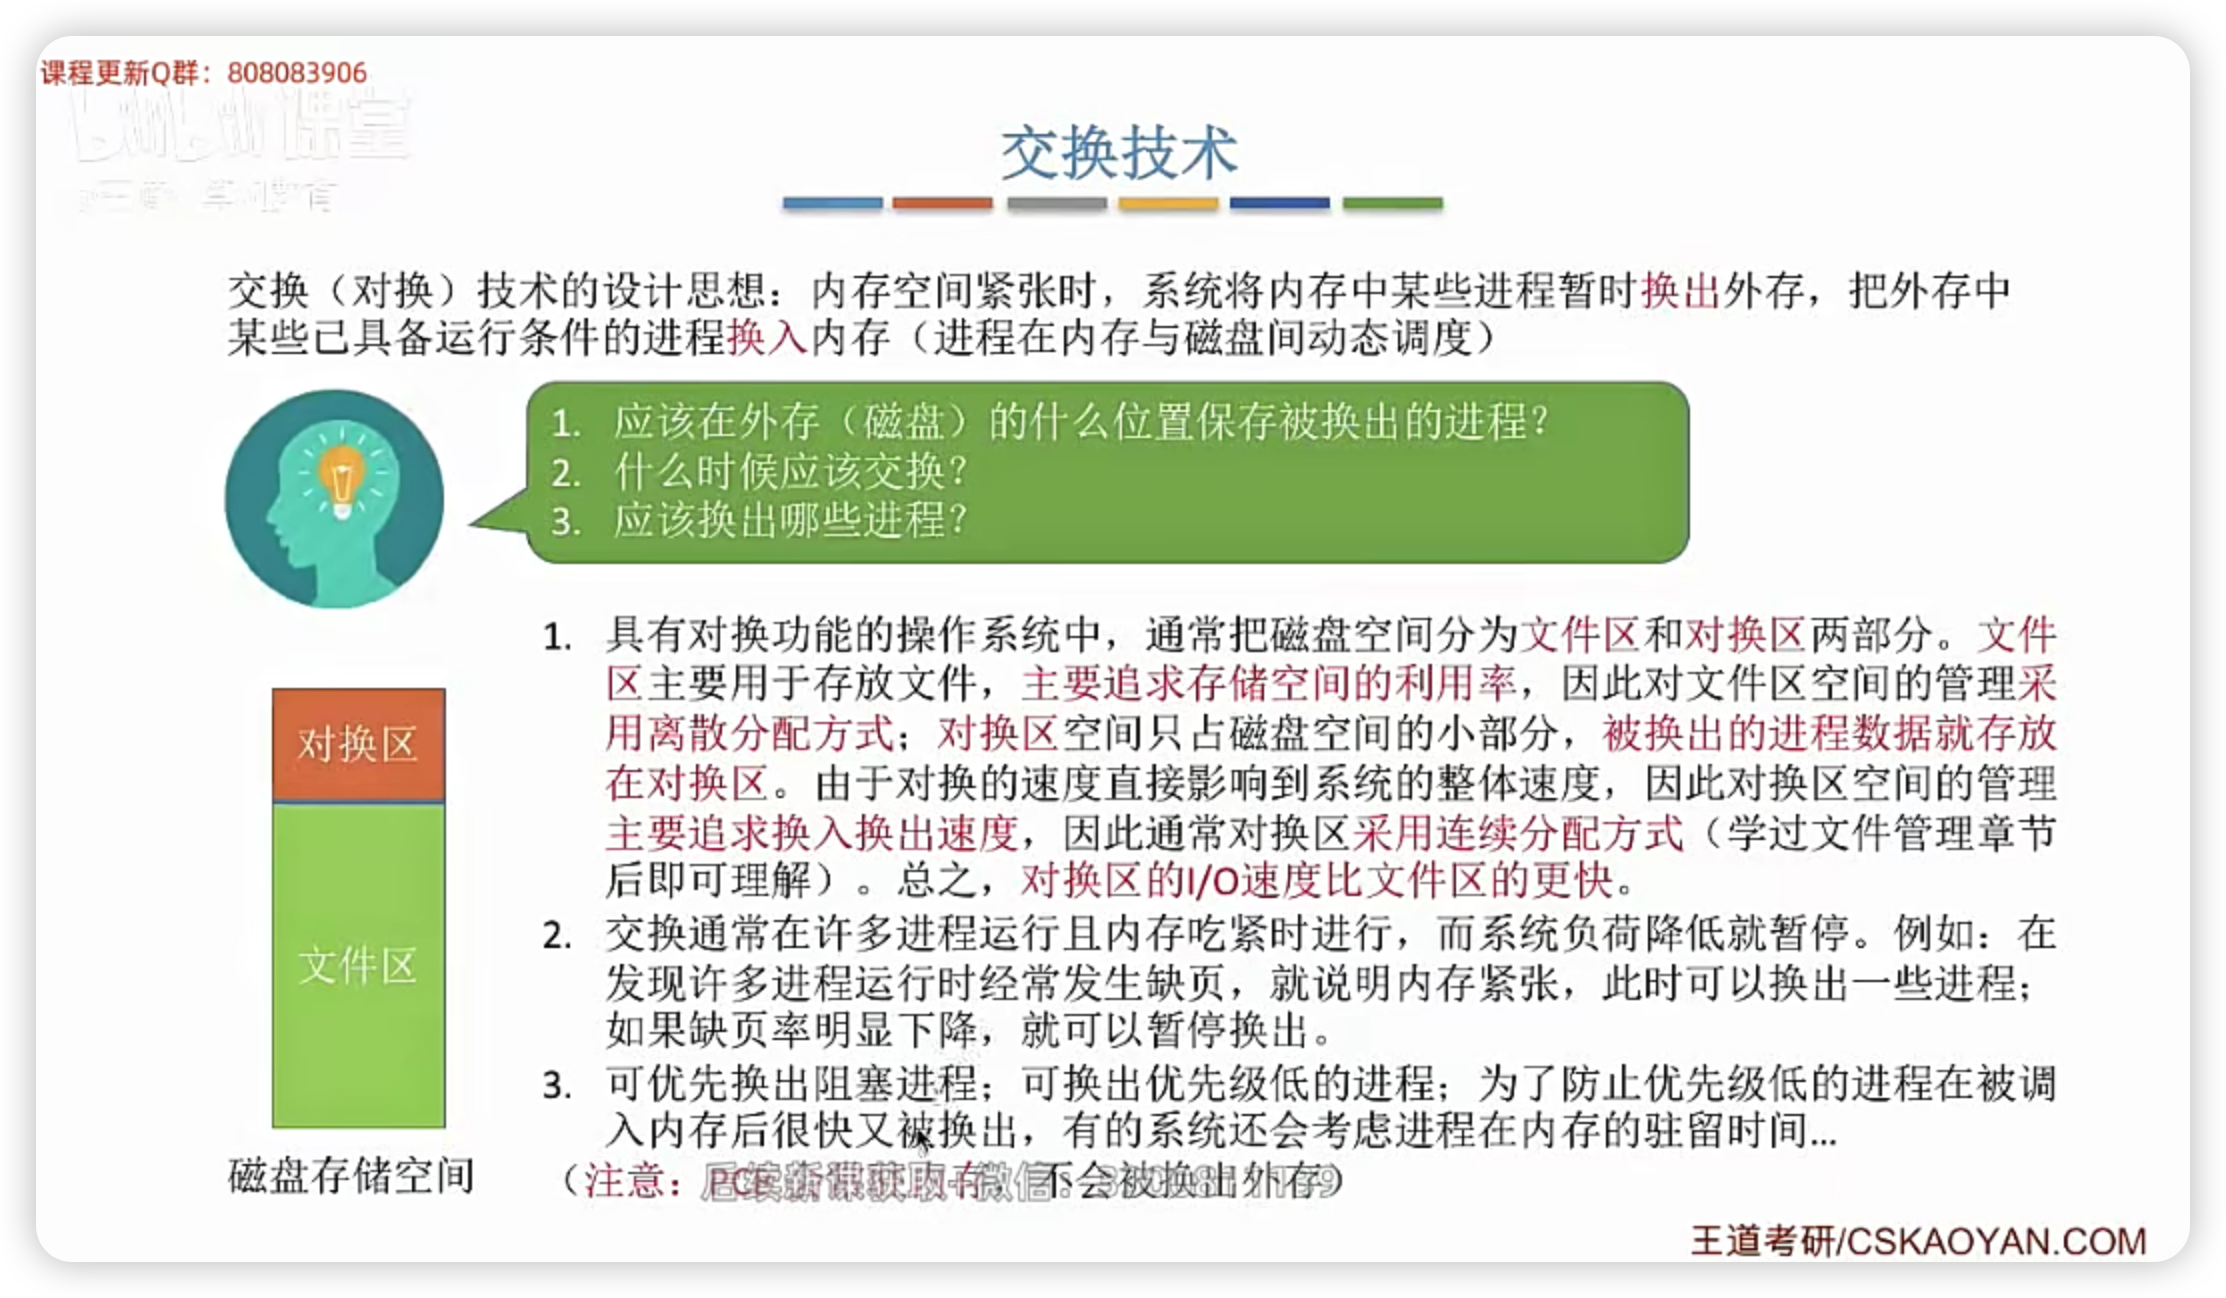 课程更新Q群：808083906
课堂
交换技术
交换（对换）技术的设计思想：内存空间紧张时，系统将内存中某些进程暂时换出外存，把外存中
某些已具备运行条件的进程换入内存（进程在内存与磁盘间动态调度）
1. 应该在外存（磁盘）的什么位置保存被换出的进程？
2. 什么时候应该交换？
3. 应该换出哪些进程？
1. 具有对换功能的操作系统中，通常把磁盘空间分为文件区和对换区两部分。文件
区主要用于存放文件，主要追求存储空间的利用率，因此对文件区空间的管理采
用离散分配方式；对换区空间只占磁盘空间的小部分，被换出的进程数据就存放
在对换区。由于对换的速度直接影响到系统的整体速度，因此对换区空间的管理
主要追求换入换出速度，因此通常对换区采用连续分配方式（学过文件管理章节
后即可理解）。总之，对换区的I/O速度比文件区的更快。
2. 交换通常在许多进程运行且内存吃紧时进行，而系统负荷降低就暂停。例如：在
发现许多进程运行时经常发生缺页，就说明内存紧张，此时可以换出一些进程；
如果缺页率明显下降，就可以暂停换出。
3. 可优先换出阻塞进程；可换出优先级低的进程；为了防止优先级低的进程在被调
入内存后很快又被换出，有的系统还会考虑进程在内存的驻留时间…
（注意：内存，不会被换出外存）
后续新课获取+微信：
对换区
文件区
磁盘存储空间
王道考研/CSKAOYAN.COM